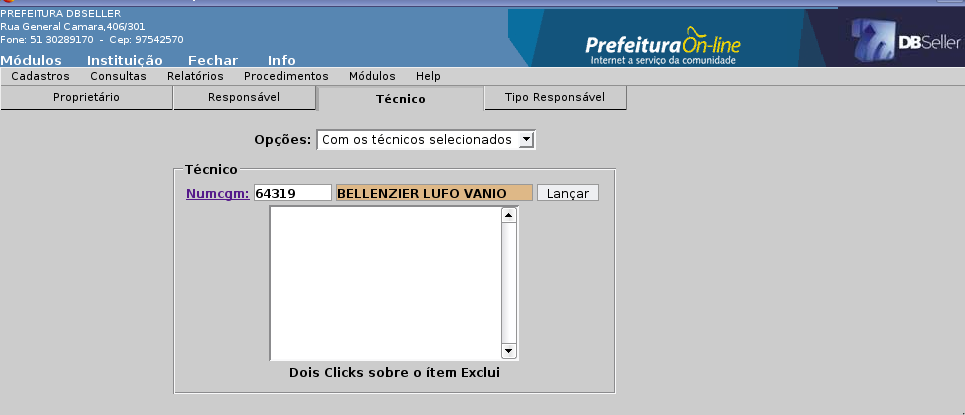 PREFEITURA DBSELLER
Rua General Camara,406/301
Fone: 51 30289170 - Cep: 97542570
Prefeitura On-line
Internet a serviço da comunidade
DBSeller
Módulos Instituição Fechar Info
Cadastros Consultas Relatórios Procedimentos Módulos Help
Proprietário Responsável Técnico Tipo Responsável
Opções: Com os técnicos selecionados
Técnico
Numcgm: 64319 BELLENZIER LUFO VANIO Lançar
Dois Clicks sobre o ítem Exclui